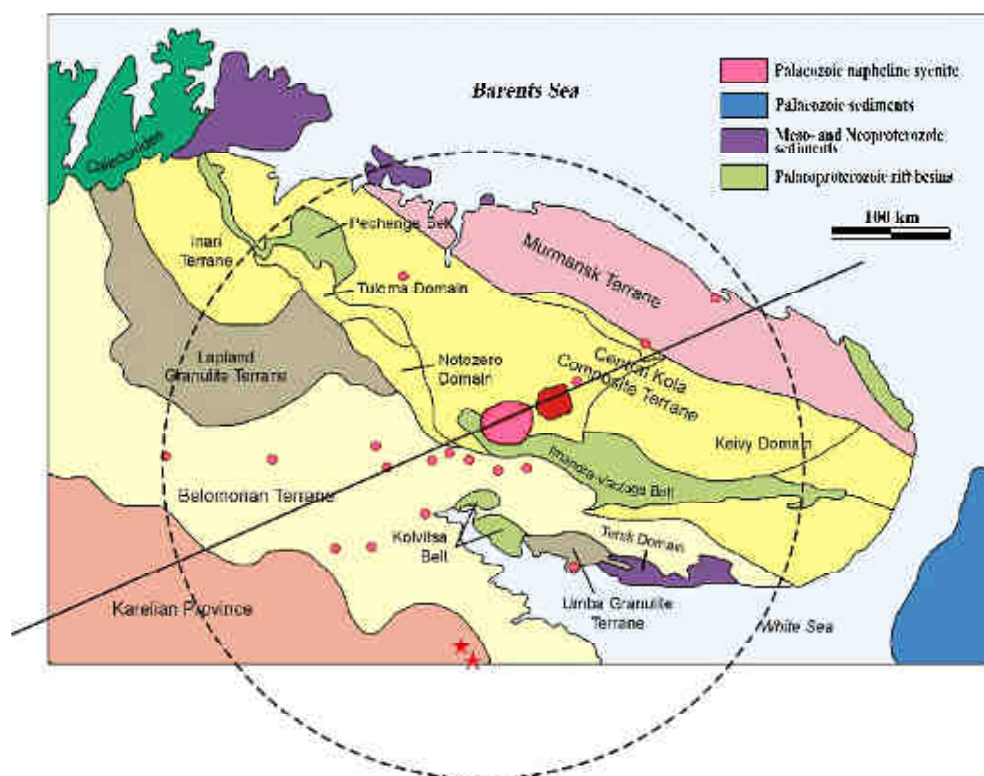 Barents Sea
Palaeozoic nepheline syenite
Palaeozoic sediments
Meso- and Neoproterozoic
sediments
Palaeoproterozoic rift basins
100 km
Caledonides
Pechenga Belt
Inari
Terrane
Tuloma Domain
Murmansk Terrane
Lapland
Granulite Terrane
Notozero
Domain
Central Kola
Composite Terrane
Keivy Domain
Imandra-Varzuga Belt
Belomorian Terrane
Kolvitsa
Belt
Tersk Domain
Umba Granulite
Terrane
Karelian Province
White Sea